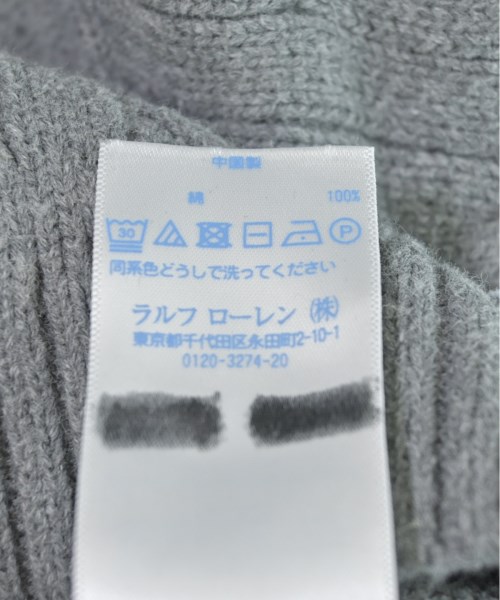 中国製
綿 100%
30 P
同系色どうしで洗ってください
ラルフ ローレン (株)
東京都千代田区永田町2-10-1
0120-3274-20